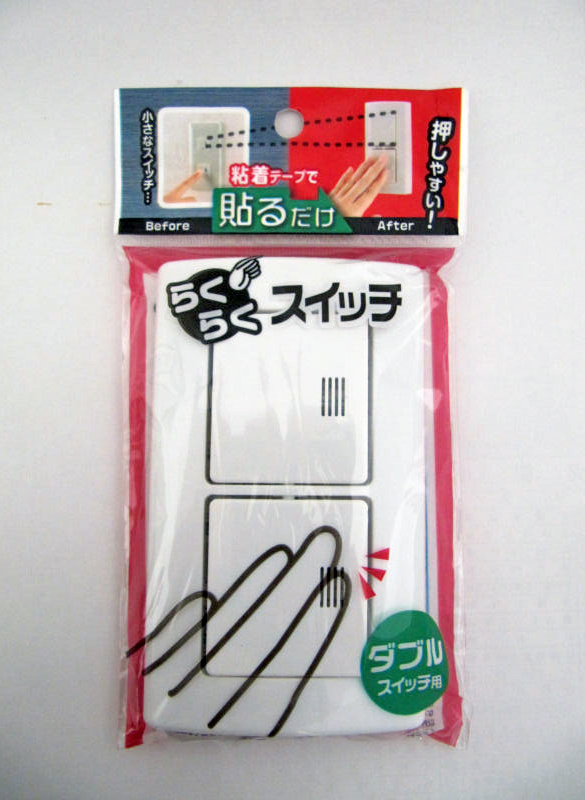 小さなスイッチ…
押しやすい！
粘着テープで
貼るだけ
Before
After
らくらく
スイッチ
ダブル
スイッチ用